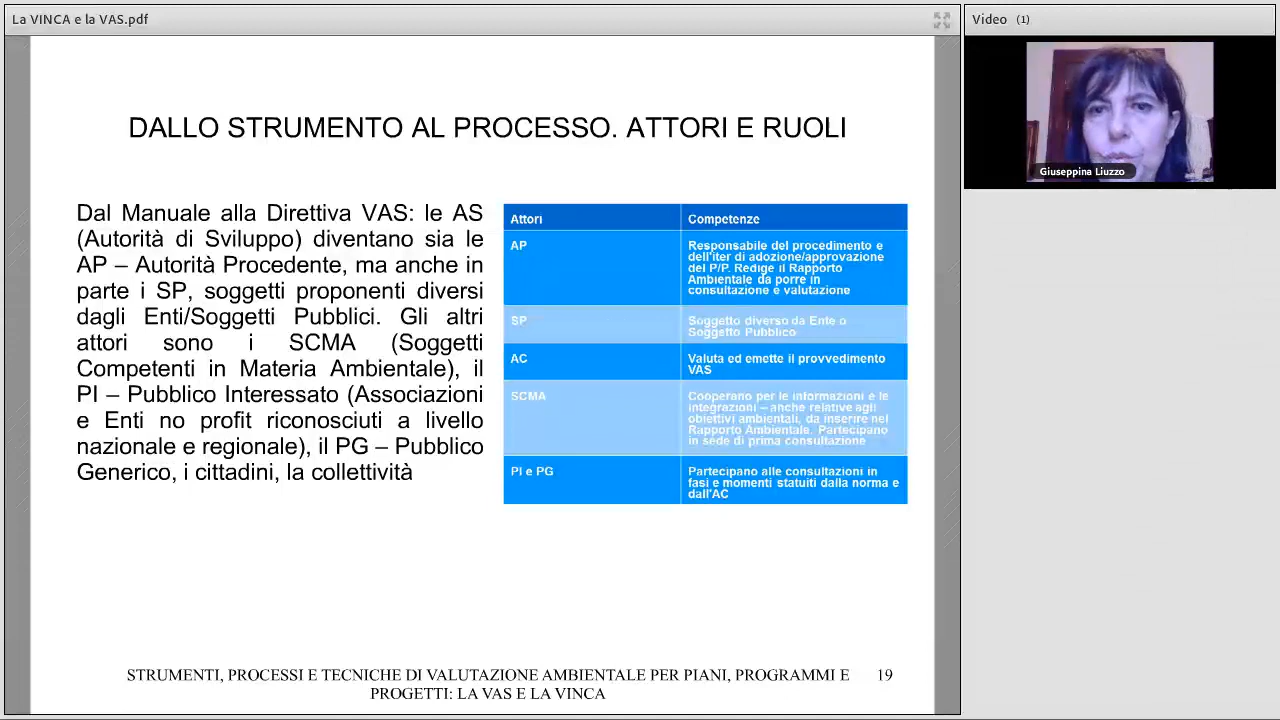 La VINCA e la VAS.pdf
Video (1)
Giuseppina Liuzzo
DALLO STRUMENTO AL PROCESSO. ATTORI E RUOLI
Dal Manuale alla Direttiva VAS: le AS
(Autorità di Sviluppo) diventano sia le
AP – Autorità Procedente, ma anche in
parte i SP, soggetti proponenti diversi
dagli Enti/Soggetti Pubblici. Gli altri
attori sono i SCMA (Soggetti
Competenti in Materia Ambientale), il
PI – Pubblico Interessato (Associazioni
e Enti no profit riconosciuti a livello
nazionale e regionale), il PG – Pubblico
Generico, i cittadini, la collettività
Attori
Competenze
AP
Responsabile del procedimento e
dell'iter di adozione/approvazione
del P/P. Redige il Rapporto
Ambientale da porre in
consultazione e valutazione
SP
Soggetto diverso da Ente o
Soggetto Pubblico
AC
Valuta ed emette il provvedimento
VAS
SCMA
Cooperano per le informazioni e le
integrazioni – anche relative agli
obiettivi ambientali, da inserire nel
Rapporto Ambientale. Partecipano
in sede di prima consultazione
PI e PG
Partecipano alle consultazioni in
fasi e momenti statuiti dalla norma e
dall'AC
STRUMENTI, PROCESSI E TECNICHE DI VALUTAZIONE AMBIENTALE PER PIANI, PROGRAMMI E
PROGETTI: LA VAS E LA VINCA
19